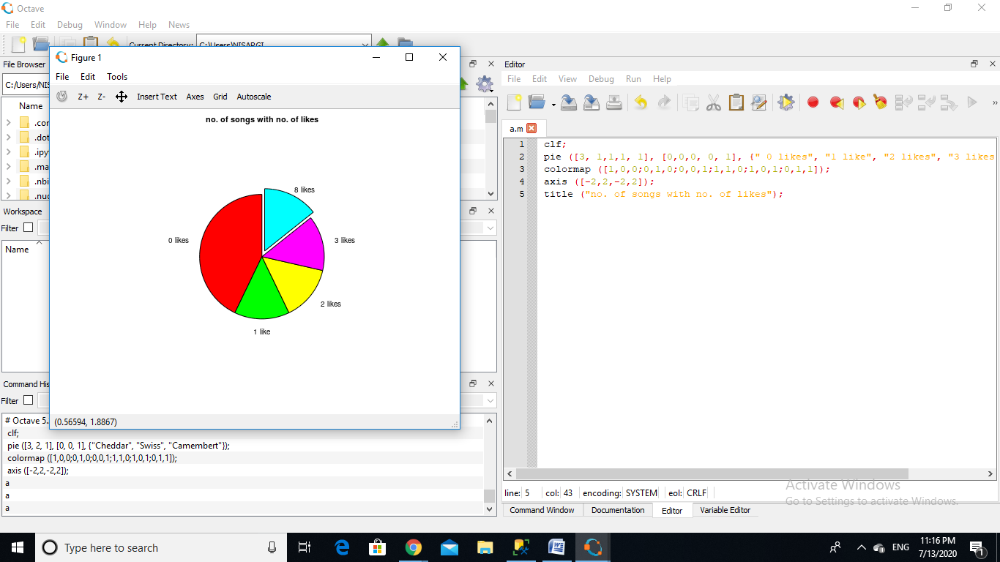 Octave
File Edit Debug Window Help News
Current Directory: C:\Users\NISARGI
Figure 1
File Edit Tools
Z+ Z- Insert Text Axes Grid Autoscale
no. of songs with no. of likes
8 likes
0 likes
3 likes
2 likes
1 like
(0.56594, 1.8867)
File Browser
C:/Users/NIS
Name
.cor
.dot
.ipy
.ma
.nbi
.nuc
Workspace
Filter
Name
Command His
Filter
# Octave 5.
clf;
pie ([3, 2, 1], [0, 0, 1], {"Cheddar", "Swiss", "Camembert"});
colormap ([1,0,0;0,1,0;0,0,1;1,1,0;1,0,1;0,1,1]);
axis ([-2,2,-2,2]);
a
a
a
Editor
File Edit View Debug Run Help
a.m
1 clf;
2 pie ([3, 1,1,1, 1], [0,0,0, 0, 1], {" 0 likes", "1 like", "2 likes", "3 likes
3 colormap ([1,0,0;0,1,0;0,0,1;1,1,0;1,0,1;0,1,1]);
4 axis ([-2,2,-2,2]);
5 title ("no. of songs with no. of likes");
line: 5 col: 43 encoding: SYSTEM eol: CRLF
Command Window Documentation Editor Variable Editor
Activate Windows
Go to Settings to activate Windows.
Type here to search
ENG
11:16 PM
7/13/2020
1